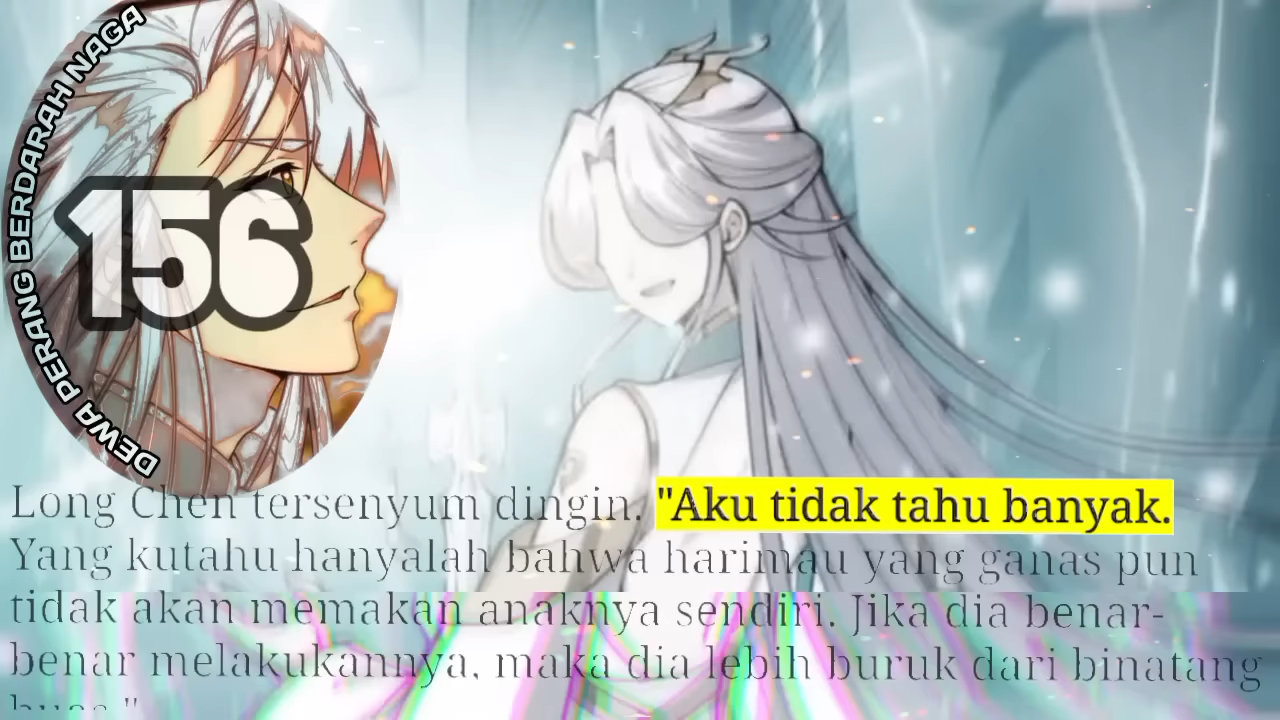 DEWA PERANG BERDARAH NAGA
156
Long Chen tersenyum dingin. "Aku tidak tahu banyak.
Yang kutahu hanyalah bahwa harimau yang ganas pun
tidak akan memakan anaknya sendiri. Jika dia benar-
benar melakukannya, maka dia lebih buruk dari binatang